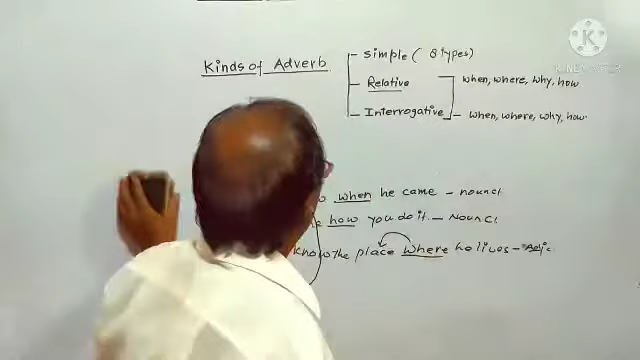 Kinds of Adverb
Simple (8 types)
Relative
when, where, why, how
Interrogative
when, where, why, how
when he came - noun cl
how you do it - Noun cl
know the place where he lives - Adj c
K